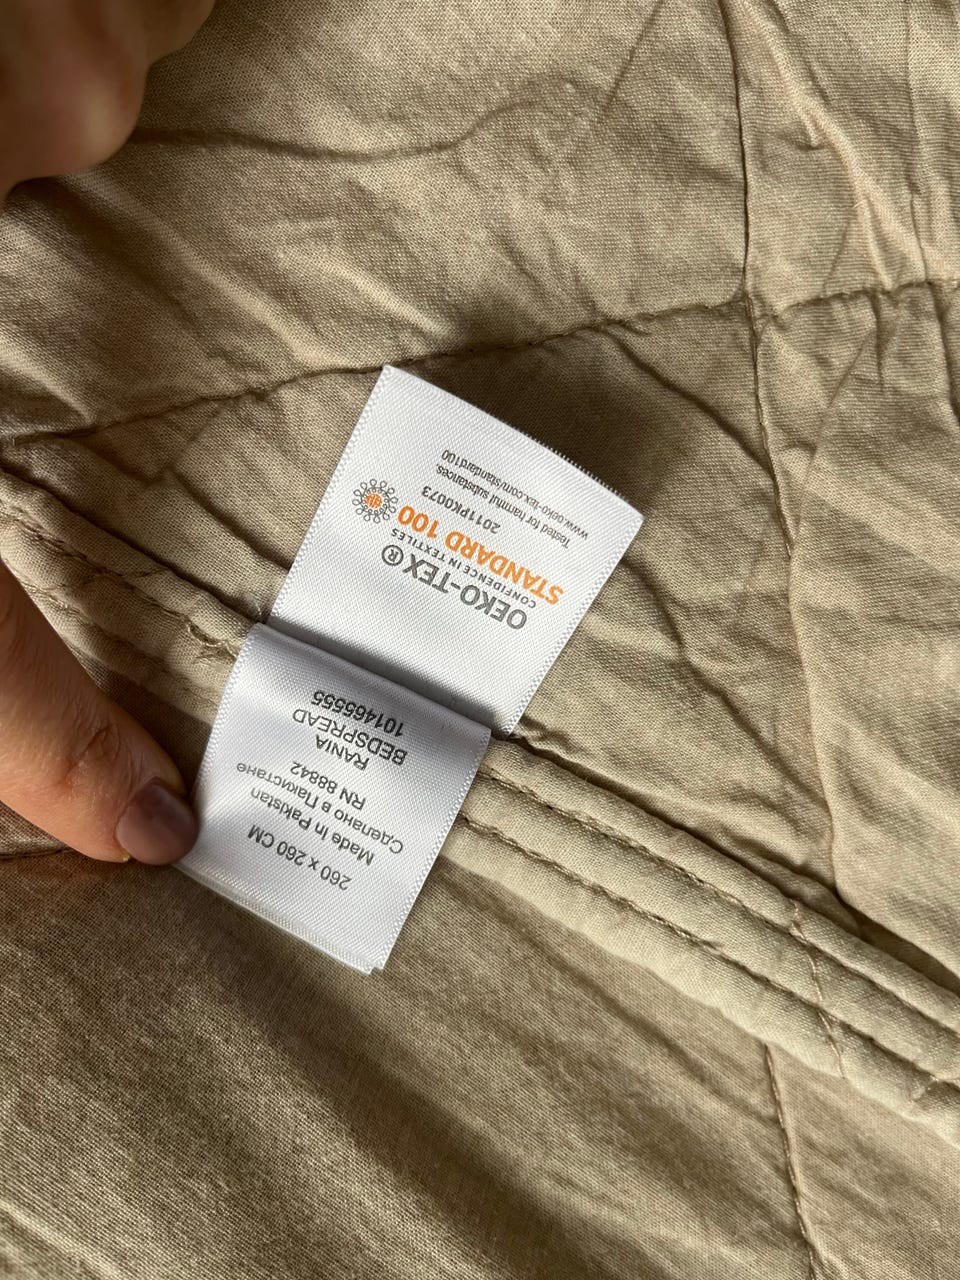 OEKO-TEX®
CONFIDENCE IN TEXTILES
STANDARD 100
2011PK0073
Tested for harmful substances.
www.oeko-tex.com/standard100
101465555
BEDSPREAD
RANIA
RN 88842
Сделано в Пакистане
Made In Pakistan
260 x 260 CM